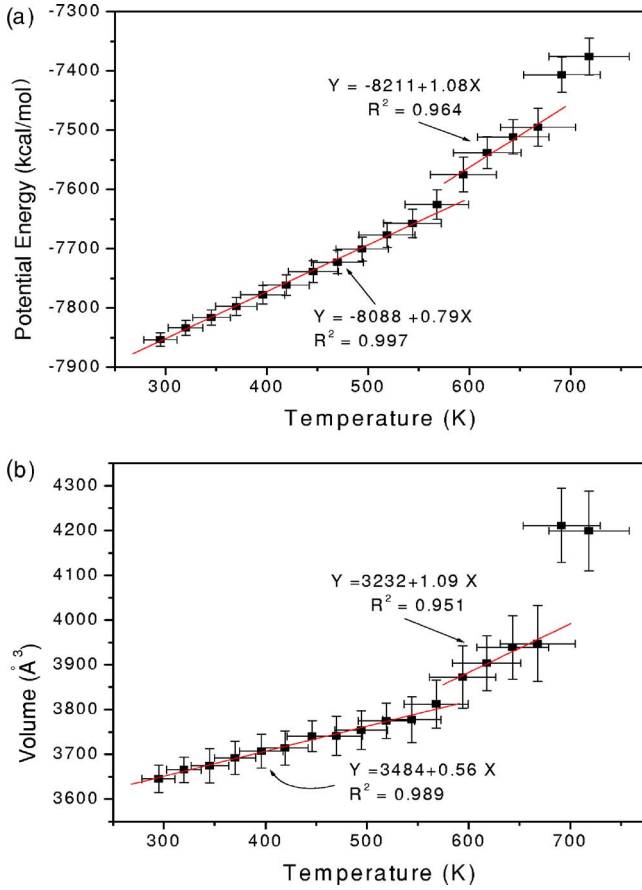 (a)
-7300
-7400
-7500
-7600
-7700
-7800
-7900
Potential Energy (kcal/mol)
Y = -8211+1.08X
R² = 0.964
Y = -8088 +0.79X
R² = 0.997
300 400 500 600 700
Temperature (K)
(b)
4300
4200
4100
4000
3900
3800
3700
3600
Volume (Å³)
Y =3232+1.09 X
R² = 0.951
Y =3484+0.56 X
R² = 0.989
300 400 500 600 700
Temperature (K)